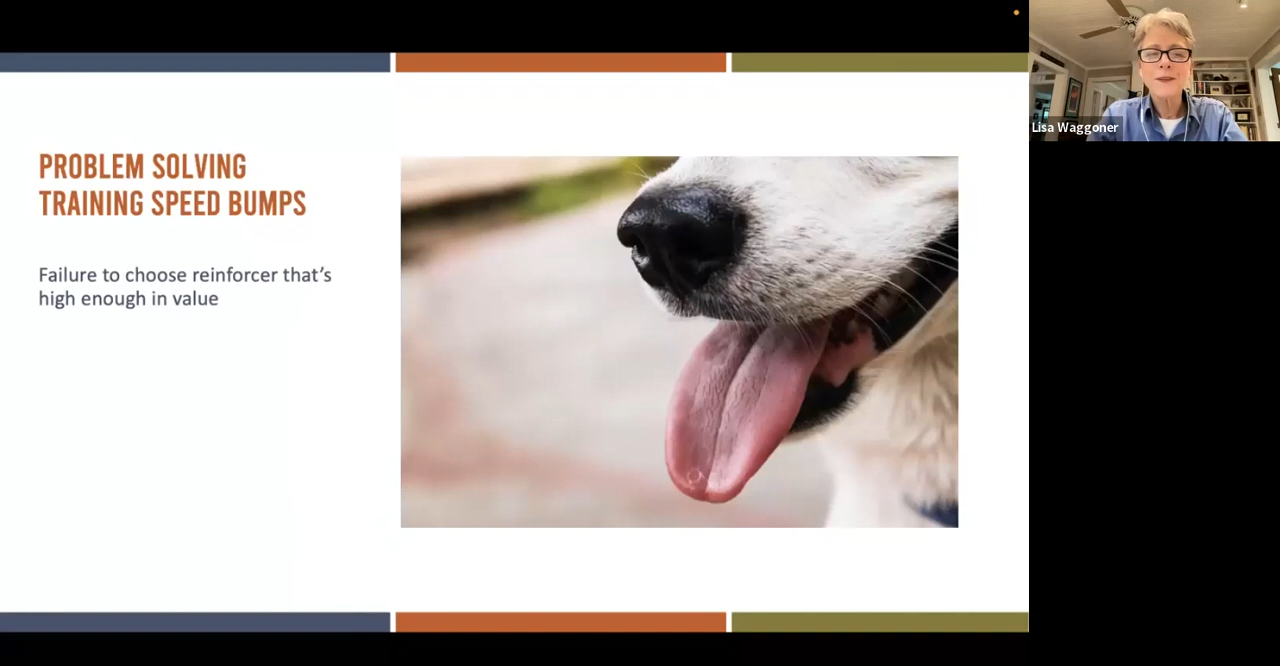 PROBLEM SOLVING
TRAINING SPEED BUMPS
Failure to choose reinforcer that’s
high enough in value
Lisa Waggoner